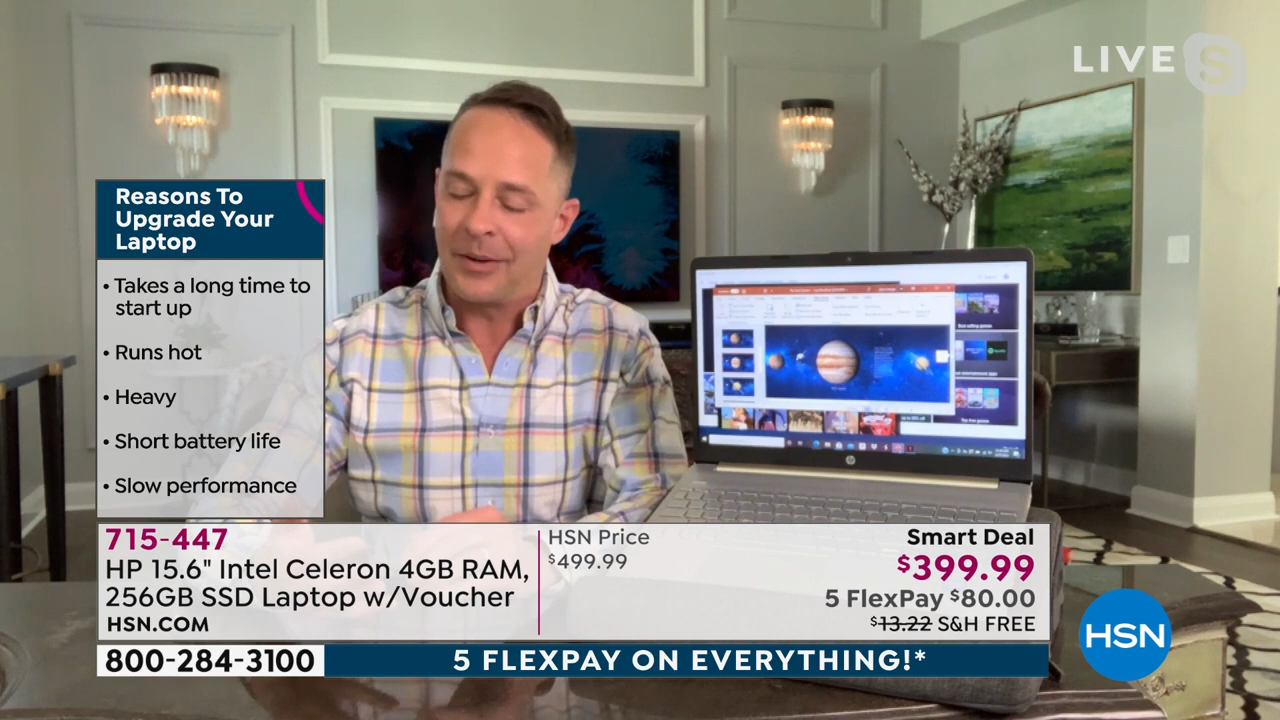 LIVE S
Reasons To
Upgrade Your
Laptop
• Takes a long time to
start up
• Runs hot
• Heavy
• Short battery life
• Slow performance
715-447
HP 15.6" Intel Celeron 4GB RAM,
256GB SSD Laptop w/Voucher
HSN.COM
HSN Price
$499.99
Smart Deal
$399.99
5 FlexPay $80.00
$13.22 S&H FREE
800-284-3100
5 FLEXPAY ON EVERYTHING!*
HSN
hp